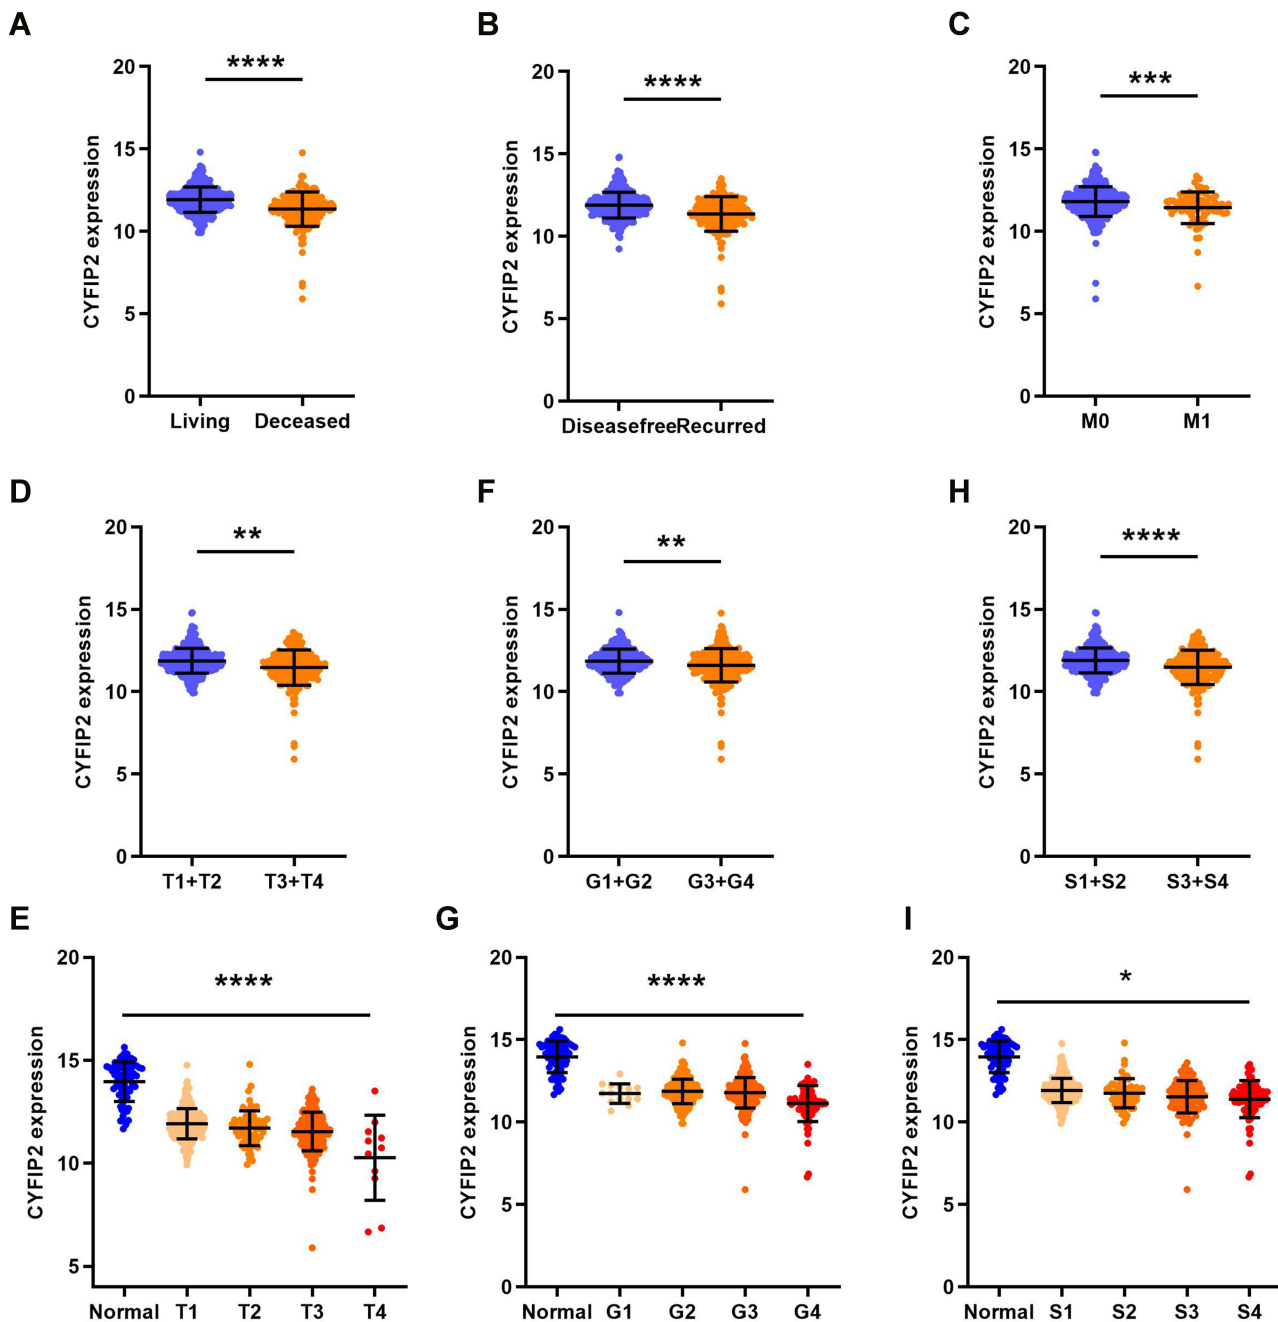 A
B
C
****
20
15
10
5
0
CYFIP2 expression
Living Deceased
****
20
15
10
5
0
CYFIP2 expression
Diseasefree Recurred
***
20
15
10
5
0
CYFIP2 expression
M0 M1
D
F
H
**
20
15
10
5
0
CYFIP2 expression
T1+T2 T3+T4
**
20
15
10
5
0
CYFIP2 expression
G1+G2 G3+G4
****
20
15
10
5
0
CYFIP2 expression
S1+S2 S3+S4
E
G
I
****
20
15
10
5
CYFIP2 expression
Normal T1 T2 T3 T4
****
20
15
10
5
0
CYFIP2 expression
Normal G1 G2 G3 G4
*
20
15
10
5
0
CYFIP2 expression
Normal S1 S2 S3 S4